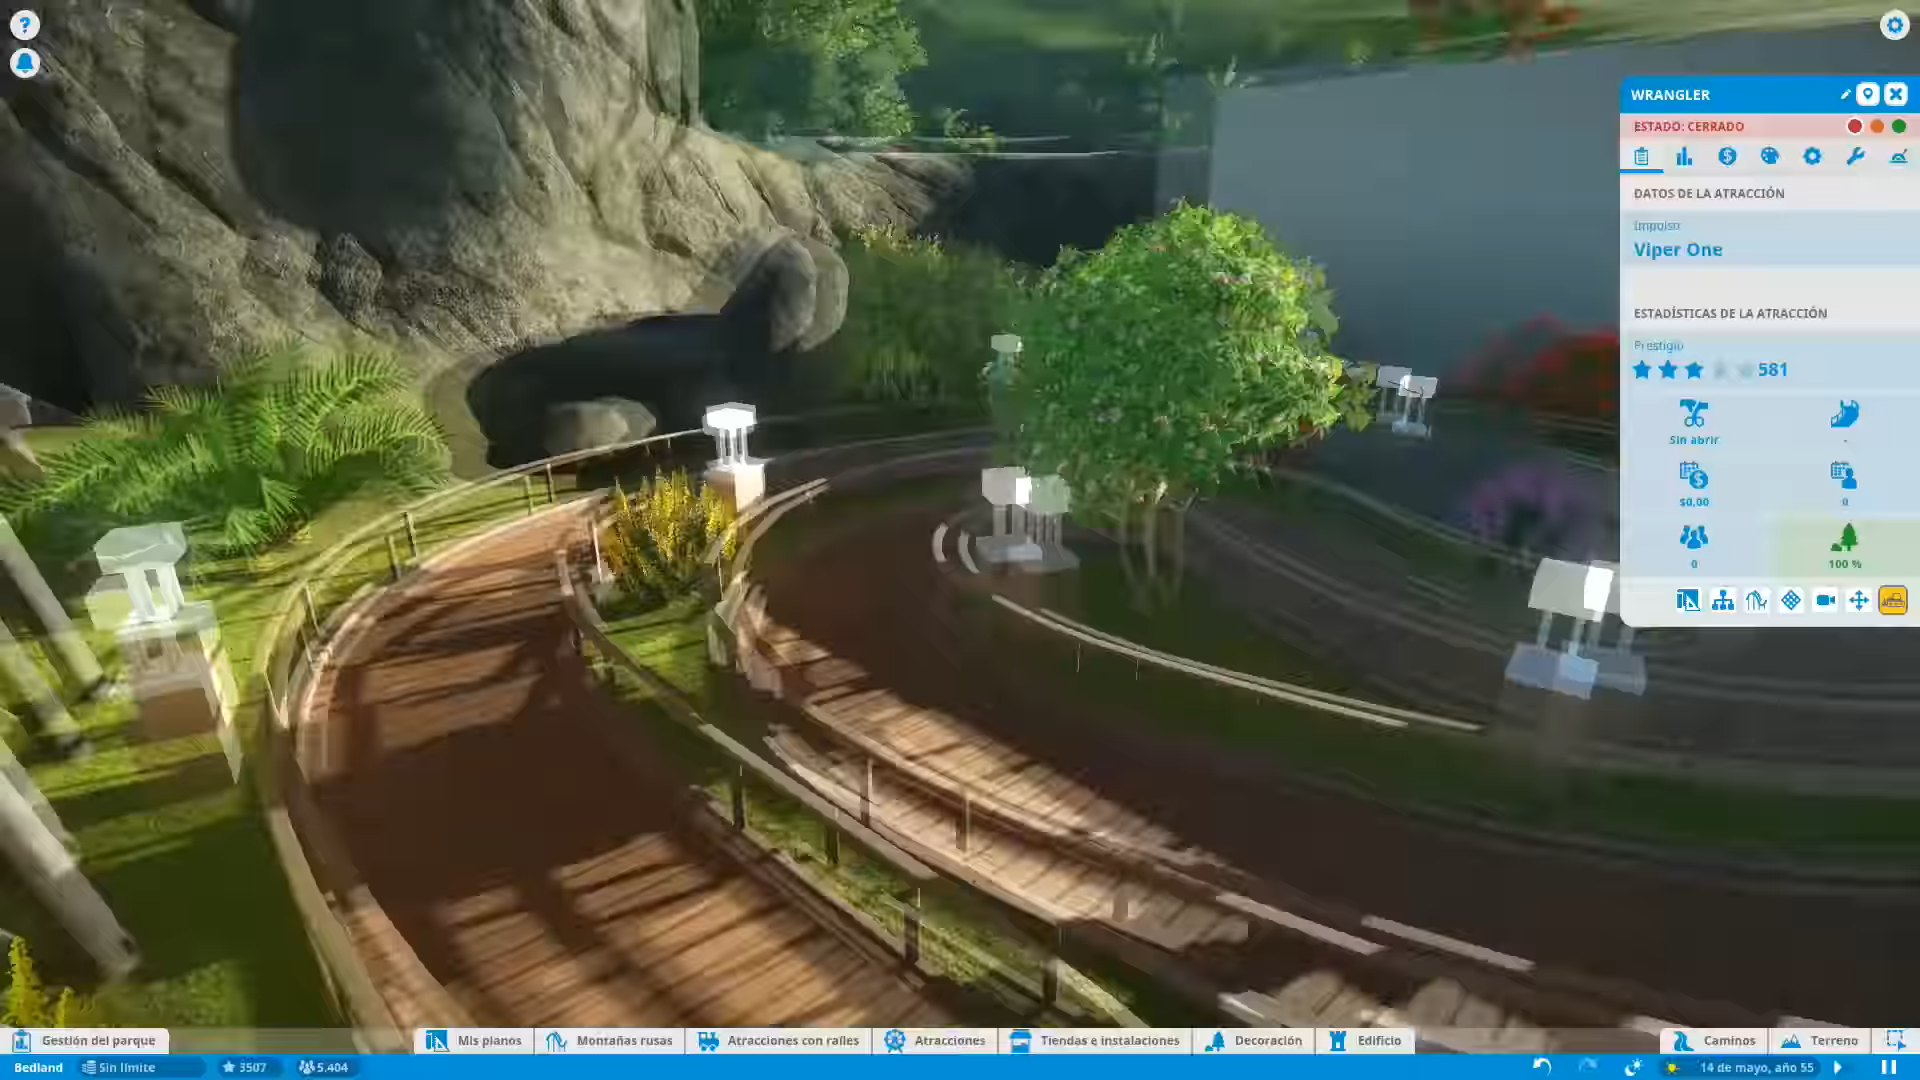 ?
WRANGLER
ESTADO: CERRADO
DATOS DE LA ATRACCIÓN
Impulso
Viper One
ESTADÍSTICAS DE LA ATRACCIÓN
Prestigio
581
Sin abrir
-
$0,00
0
0
100 %
Gestión del parque
Mis planos
Montañas rusas
Atracciones con raíles
Atracciones
Tiendas e instalaciones
Decoración
Edificio
Caminos
Terreno
Bedland
Sin límite
3507
5.404
14 de mayo, año 55